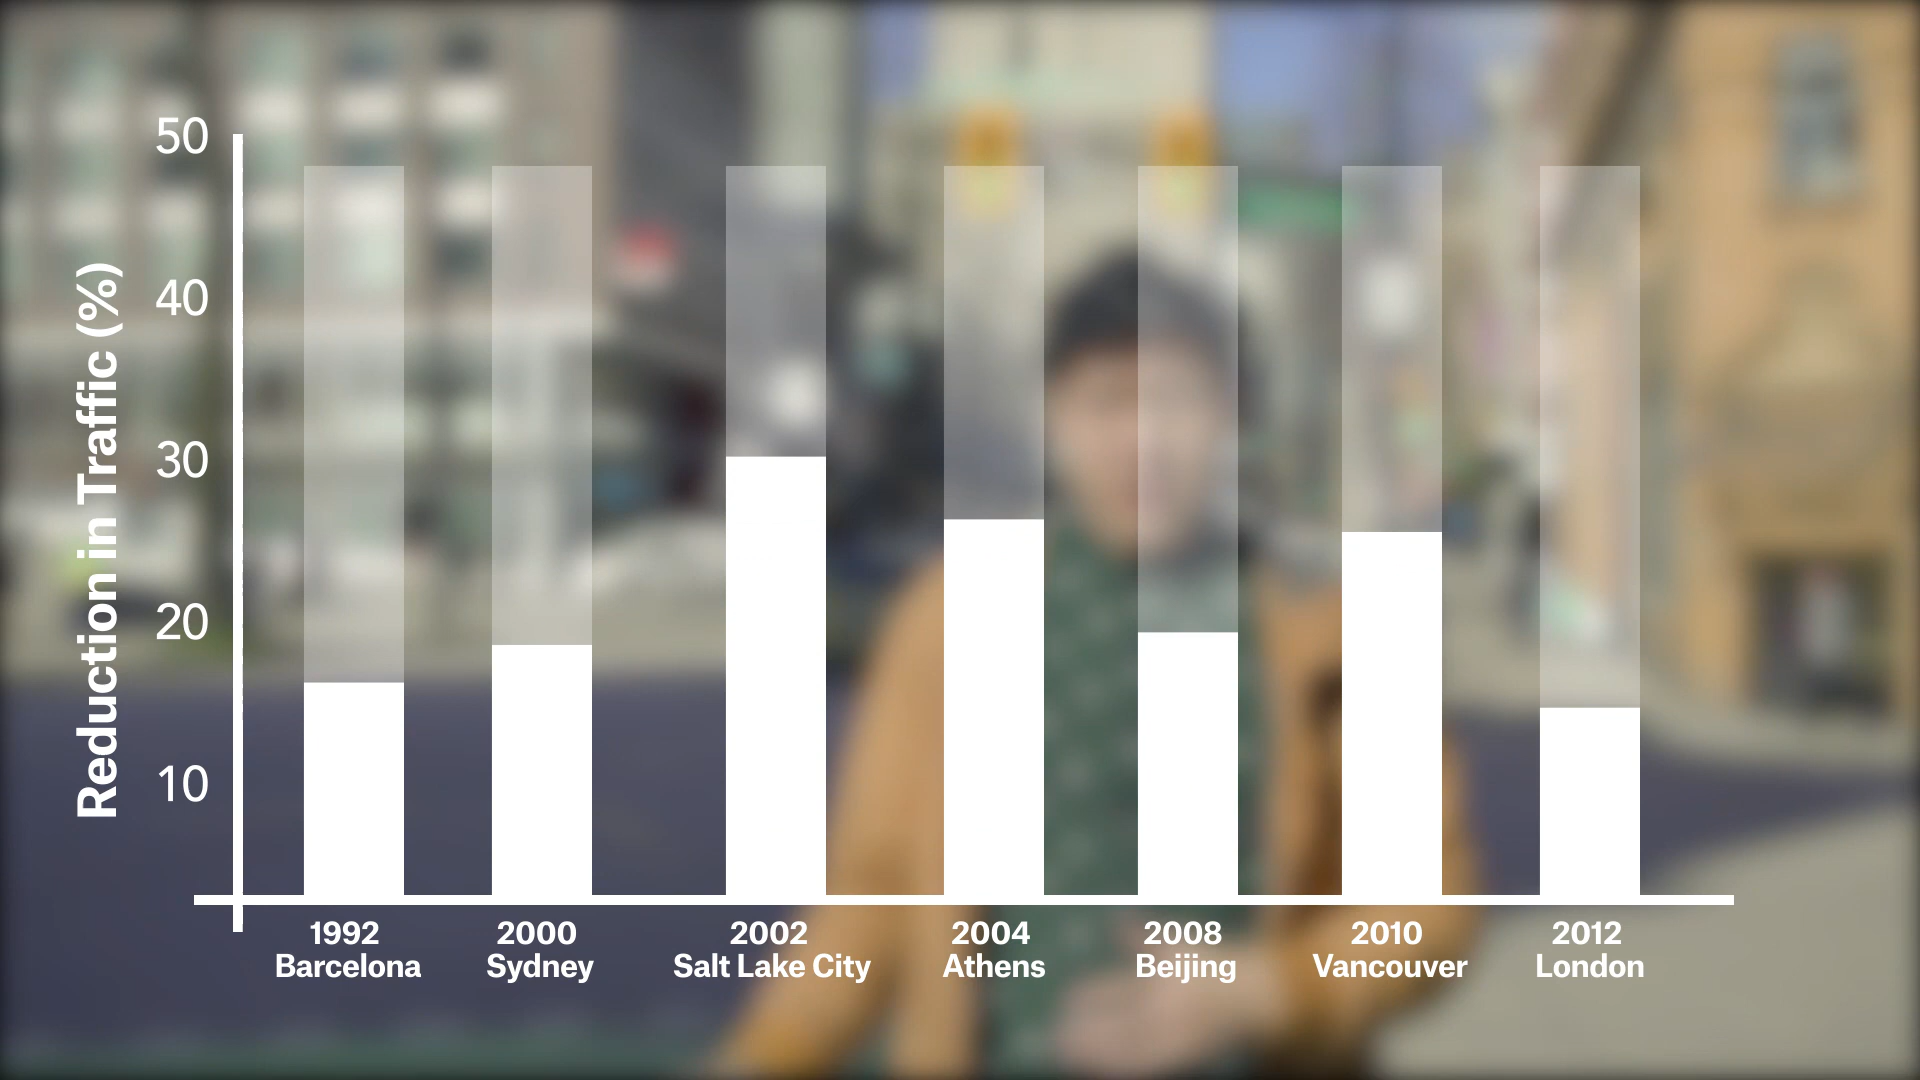 Reduction in Traffic (%)
50
40
30
20
10
1992
Barcelona
2000
Sydney
2002
Salt Lake City
2004
Athens
2008
Beijing
2010
Vancouver
2012
London